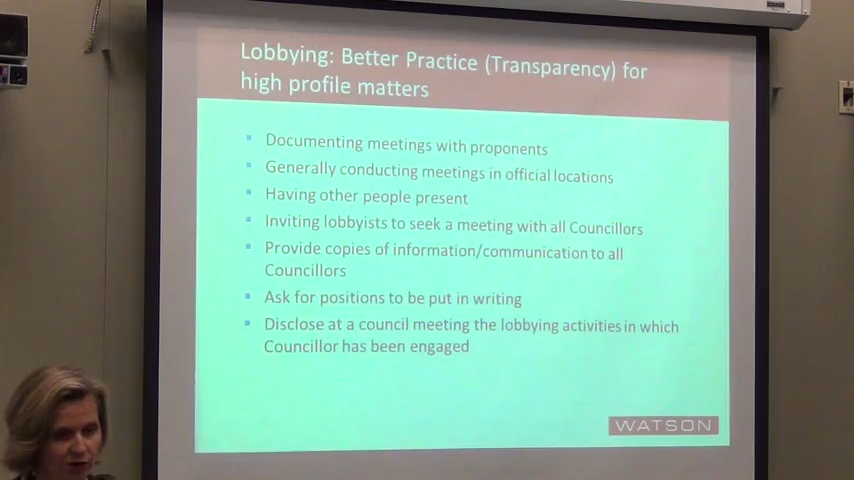 Lobbying: Better Practice (Transparency) for
high profile matters
Documenting meetings with proponents
Generally conducting meetings in official locations
Having other people present
Inviting lobbyists to seek a meeting with all Councillors
Provide copies of information/communication to all
Councillors
Ask for positions to be put in writing
Disclose at a council meeting the lobbying activities in which
Councillor has been engaged
WATSON